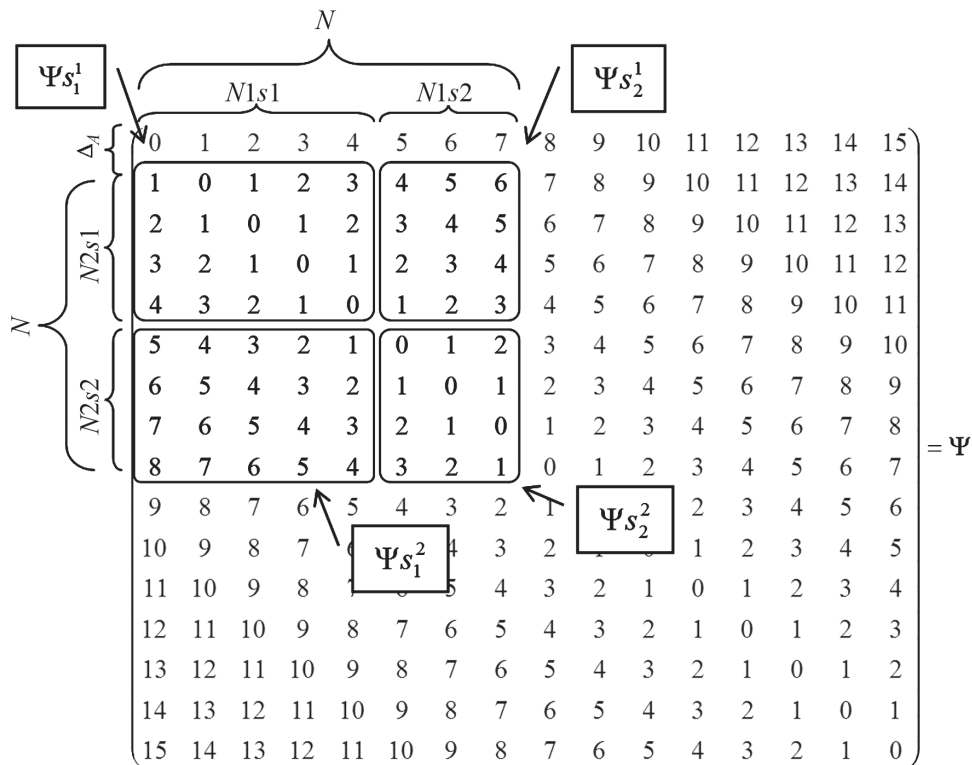 N
Ψs₁¹
Ψs₂¹
N1s1 N1s2
Δ_A 0 1 2 3 4 5 6 7 8 9 10 11 12 13 14 15
1 0 1 2 3 4 5 6 7 8 9 10 11 12 13 14
2 1 0 1 2 3 4 5 6 7 8 9 10 11 12 13
3 2 1 0 1 2 3 4 5 6 7 8 9 10 11 12
4 3 2 1 0 1 2 3 4 5 6 7 8 9 10 11
5 4 3 2 1 0 1 2 3 4 5 6 7 8 9 10
6 5 4 3 2 1 0 1 2 3 4 5 6 7 8 9
7 6 5 4 3 2 1 0 1 2 3 4 5 6 7 8
8 7 6 5 4 3 2 1 0 1 2 3 4 5 6 7
N
N2s1
N2s2
= Ψ
9 8 7 6 5 4 3 2 1 2 3 4 5 6
Ψs₂²
10 9 8 7 4 3 2 1 2 3 4 5
Ψs₁²
11 10 9 8 5 4 3 2 1 0 1 2 3 4
12 11 10 9 8 7 6 5 4 3 2 1 0 1 2 3
13 12 11 10 9 8 7 6 5 4 3 2 1 0 1 2
14 13 12 11 10 9 8 7 6 5 4 3 2 1 0 1
15 14 13 12 11 10 9 8 7 6 5 4 3 2 1 0